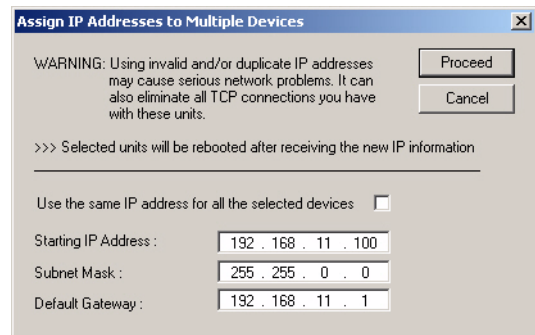 Assign IP Addresses to Multiple Devices
WARNING: Using invalid and/or duplicate IP addresses
may cause serious network problems. It can
also eliminate all TCP connections you have
with these units.
Proceed
Cancel
>>> Selected units will be rebooted after receiving the new IP information
Use the same IP address for all the selected devices
Starting IP Address : 192 . 168 . 11 . 100
Subnet Mask : 255 . 255 . 0 . 0
Default Gateway : 192 . 168 . 11 . 1